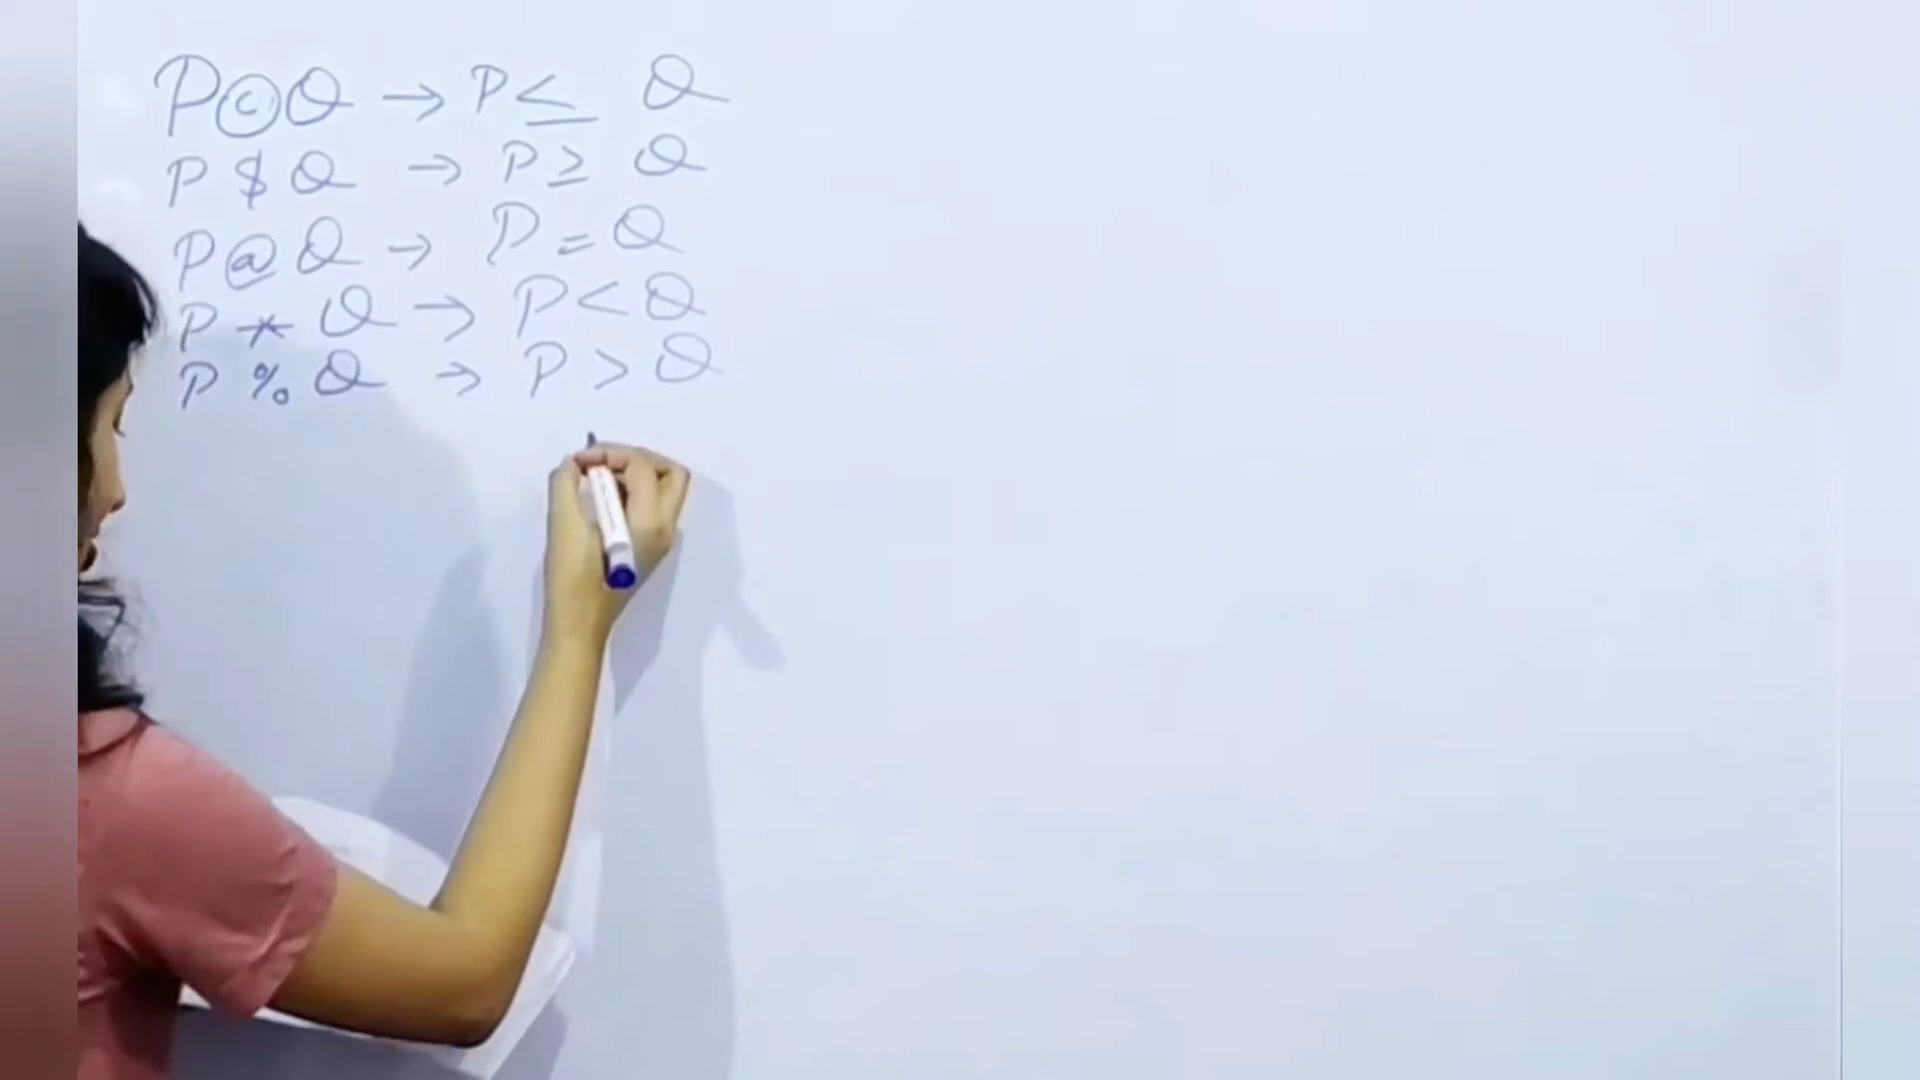 P©Q → P ≤ Q
P $ Q → P ≥ Q
P @ Q → P = Q
P * Q → P < Q
P % Q → P > Q